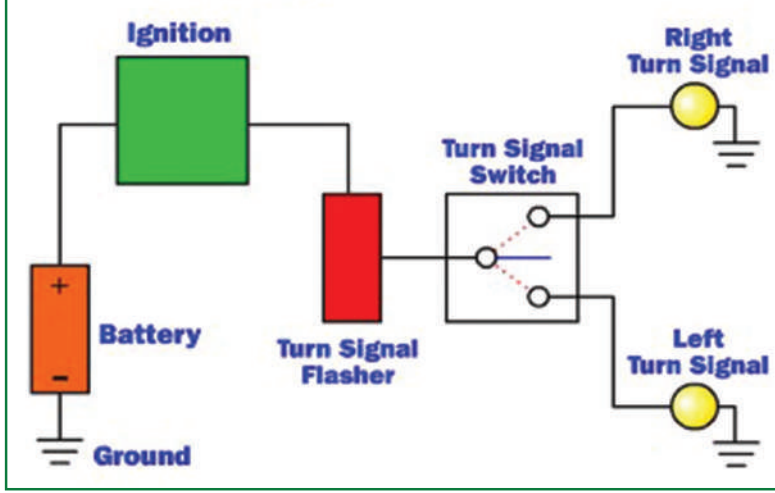 Ignition
Right
Turn Signal
Turn Signal
Switch
+
Battery
-
Turn Signal
Flasher
Left
Turn Signal
Ground